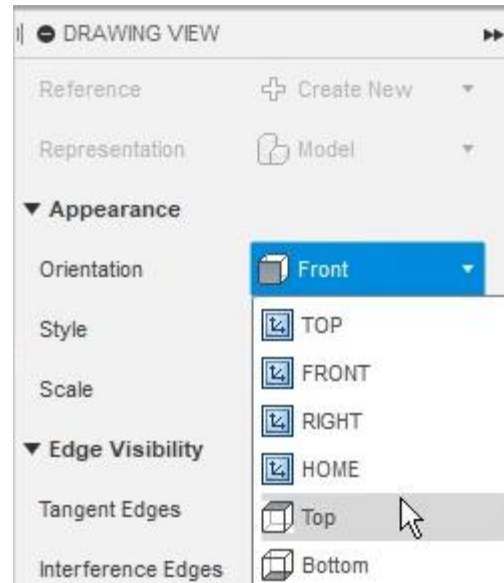 DRAWING VIEW
Reference Create New
Representation Model
Appearance
Orientation Front
Style TOP
FRONT
Scale
RIGHT
Edge Visibility HOME
Tangent Edges Top
Interference Edges Bottom